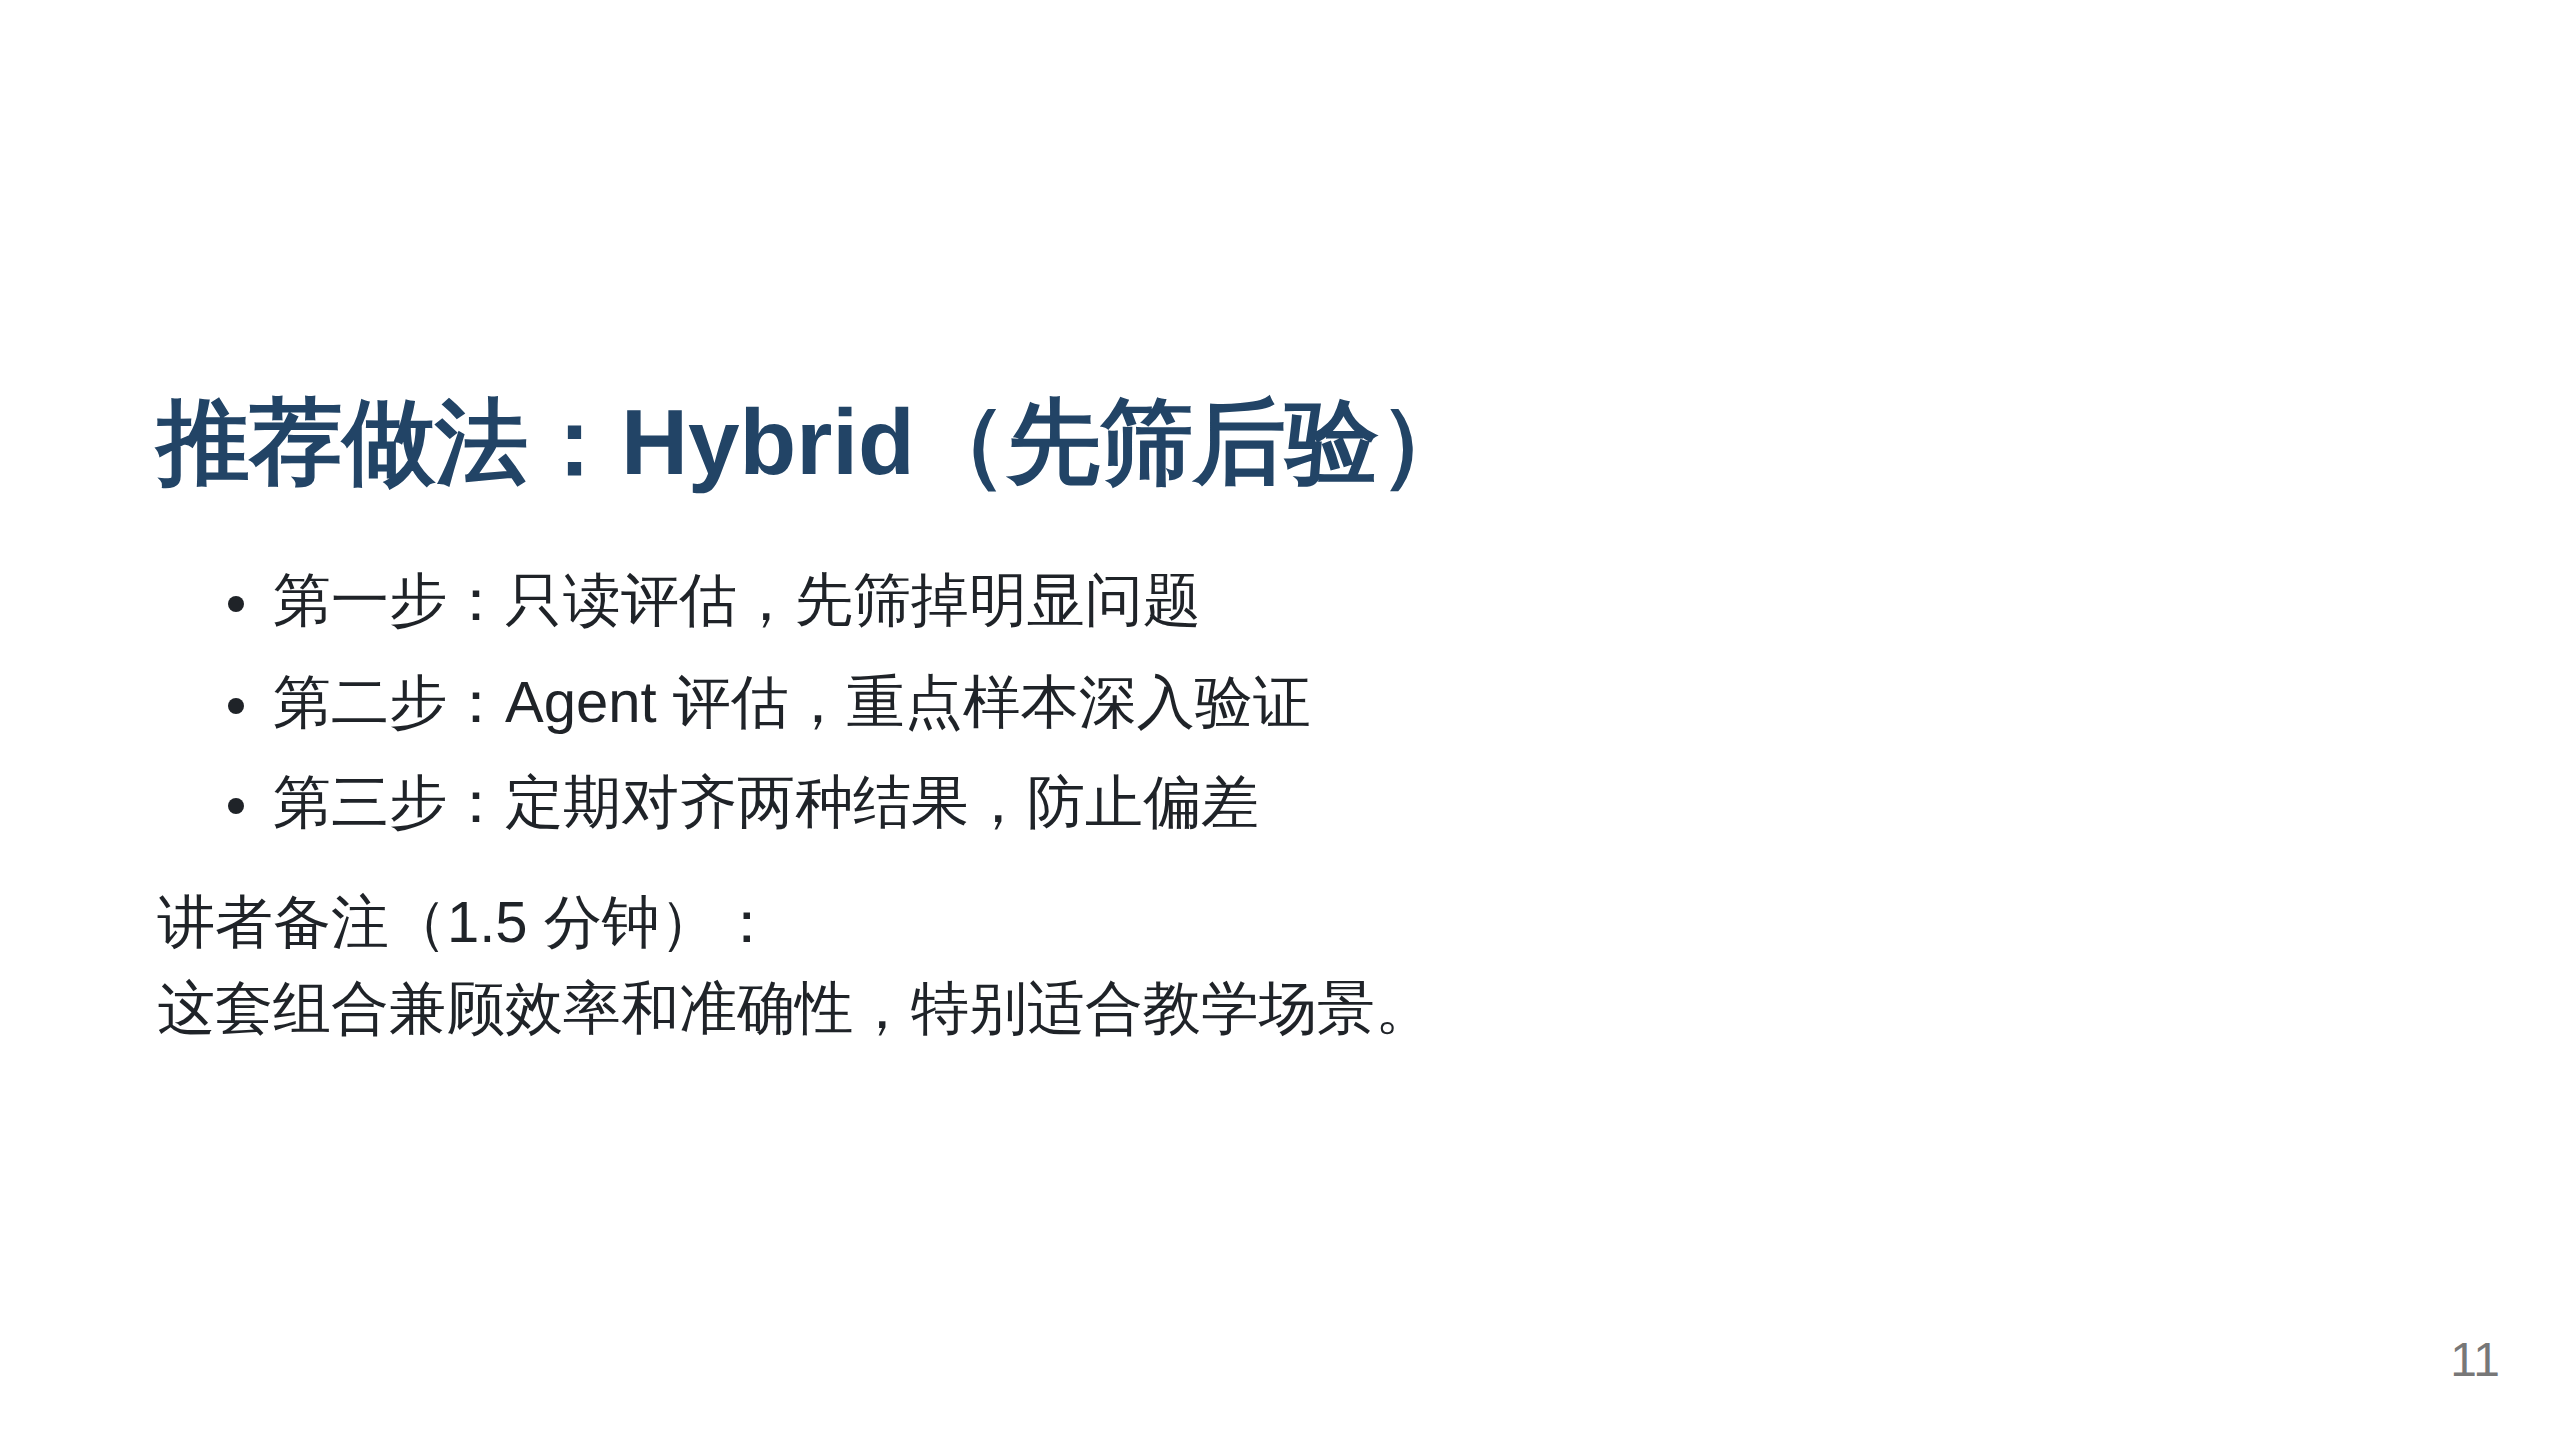 推荐做法：Hybrid（先筛后验）
• 第一步：只读评估，先筛掉明显问题
• 第二步：Agent 评估，重点样本深入验证
• 第三步：定期对齐两种结果，防止偏差
讲者备注（1.5 分钟）：
这套组合兼顾效率和准确性，特别适合教学场景。
11